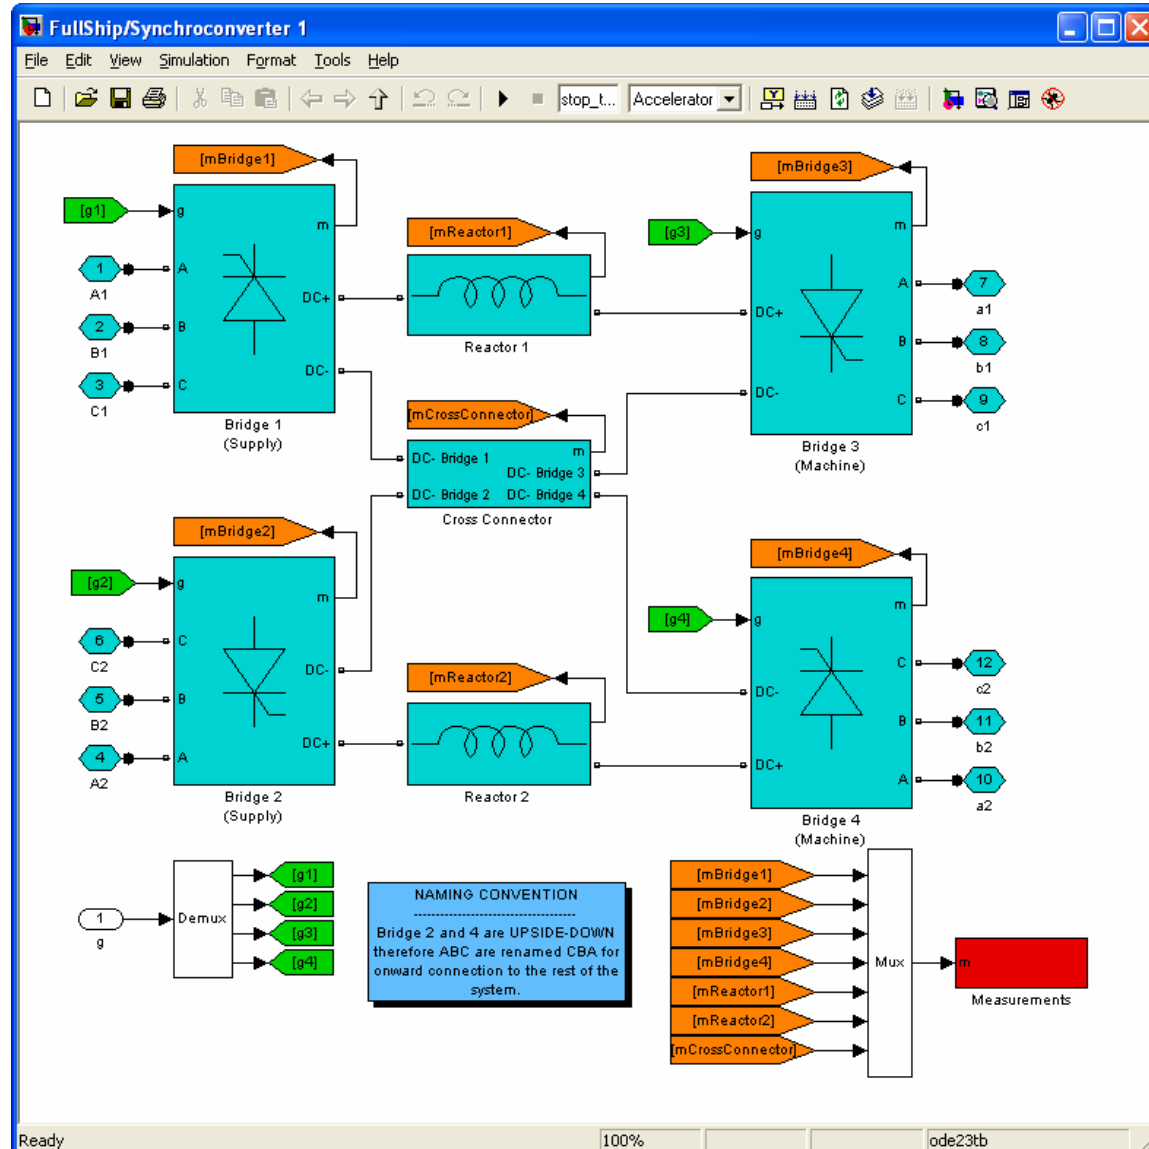 FullShip/Synchroconverter 1
File Edit View Simulation Format Tools Help
stop_t... Accelerator
[mBridge1]
[g1]
g
m
1
A
A1
DC+
2
B
B1
DC-
3
C
C1
Bridge 1
(Supply)
[mReactor1]
Reactor 1
[mBridge3]
[g3]
g
m
A
7
a1
DC+
B
8
b1
DC-
C
9
c1
Bridge 3
(Machine)
[mCrossConnector]
m
DC- Bridge 1
DC- Bridge 3
DC- Bridge 2 DC- Bridge 4
Cross Connector
[mBridge2]
[g2]
g
m
6
C
C2
DC-
5
B
B2
DC+
4
A
A2
Bridge 2
(Supply)
[mReactor2]
Reactor 2
[mBridge4]
m
[g4]
g
C
12
c2
DC-
B
11
b2
DC+
A
10
a2
Bridge 4
(Machine)
1
g
Demux
[g1]
[g2]
[g3]
[g4]
NAMING CONVENTION
------------------------------------
Bridge 2 and 4 are UPSIDE-DOWN
therefore ABC are renamed CBA for
onward connection to the rest of the
system.
[mBridge1]
[mBridge2]
[mBridge3]
[mBridge4]
[mReactor1]
[mReactor2]
[mCrossConnector]
Mux
m
Measurements
Ready 100% ode23tb